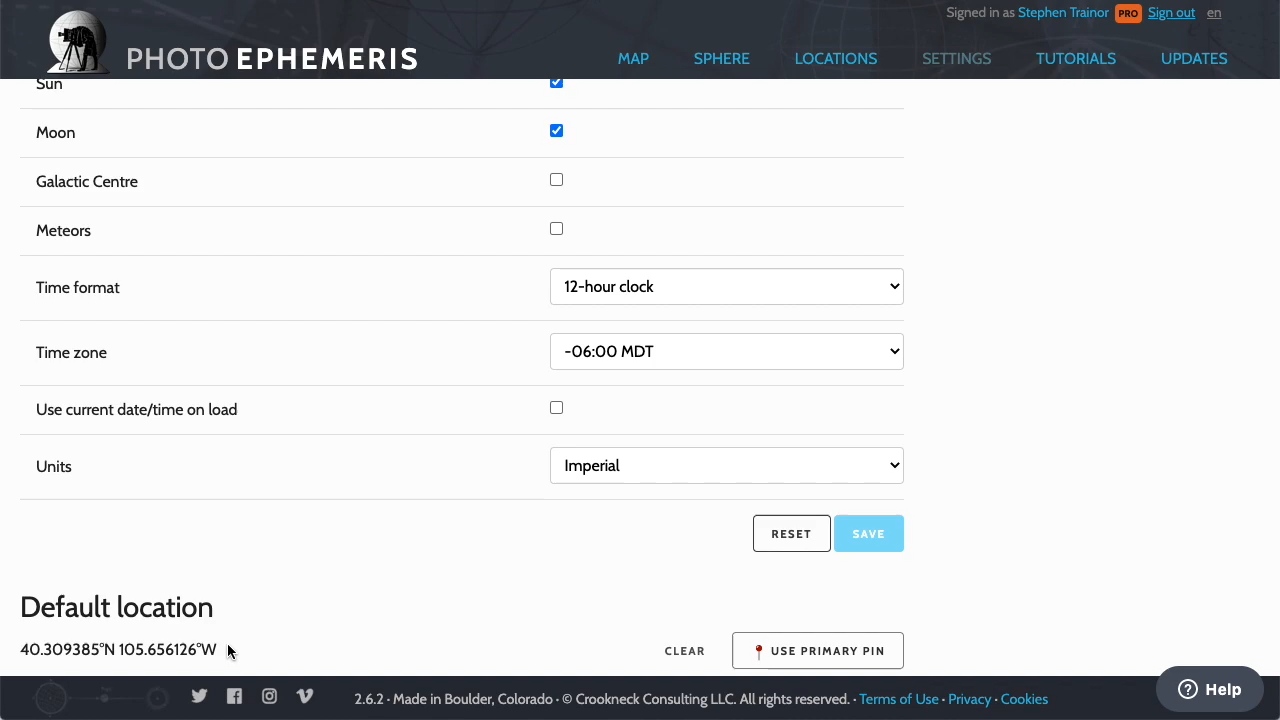 Signed in as Stephen Trainor PRO Sign out en
PHOTO EPHEMERIS
MAP SPHERE LOCATIONS SETTINGS TUTORIALS UPDATES
Sun
Moon
Galactic Centre
Meteors
Time format 12-hour clock
Time zone -06:00 MDT
Use current date/time on load
Units Imperial
RESET SAVE
Default location
40.309385°N 105.656126°W CLEAR USE PRIMARY PIN
2.6.2 · Made in Boulder, Colorado · © Crookneck Consulting LLC. All rights reserved. · Terms of Use · Privacy · Cookies
Help